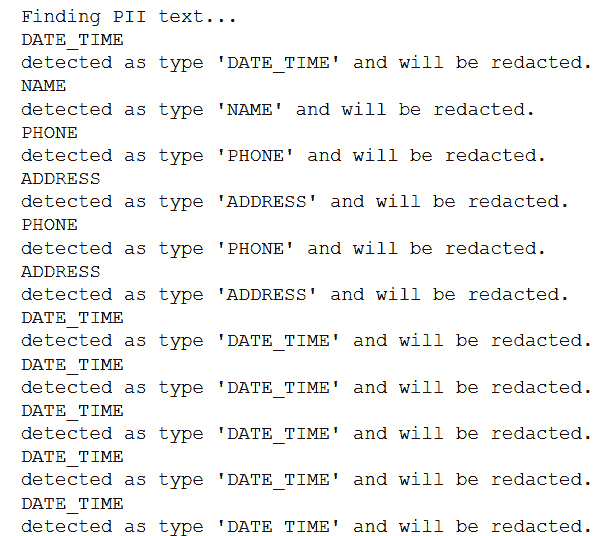 Finding PII text...
DATE_TIME
detected as type 'DATE_TIME' and will be redacted.
NAME
detected as type 'NAME' and will be redacted.
PHONE
detected as type 'PHONE' and will be redacted.
ADDRESS
detected as type 'ADDRESS' and will be redacted.
PHONE
detected as type 'PHONE' and will be redacted.
ADDRESS
detected as type 'ADDRESS' and will be redacted.
DATE_TIME
detected as type 'DATE_TIME' and will be redacted.
DATE_TIME
detected as type 'DATE_TIME' and will be redacted.
DATE_TIME
detected as type 'DATE_TIME' and will be redacted.
DATE_TIME
detected as type 'DATE_TIME' and will be redacted.
DATE_TIME
detected as type 'DATE TIME' and will be redacted.